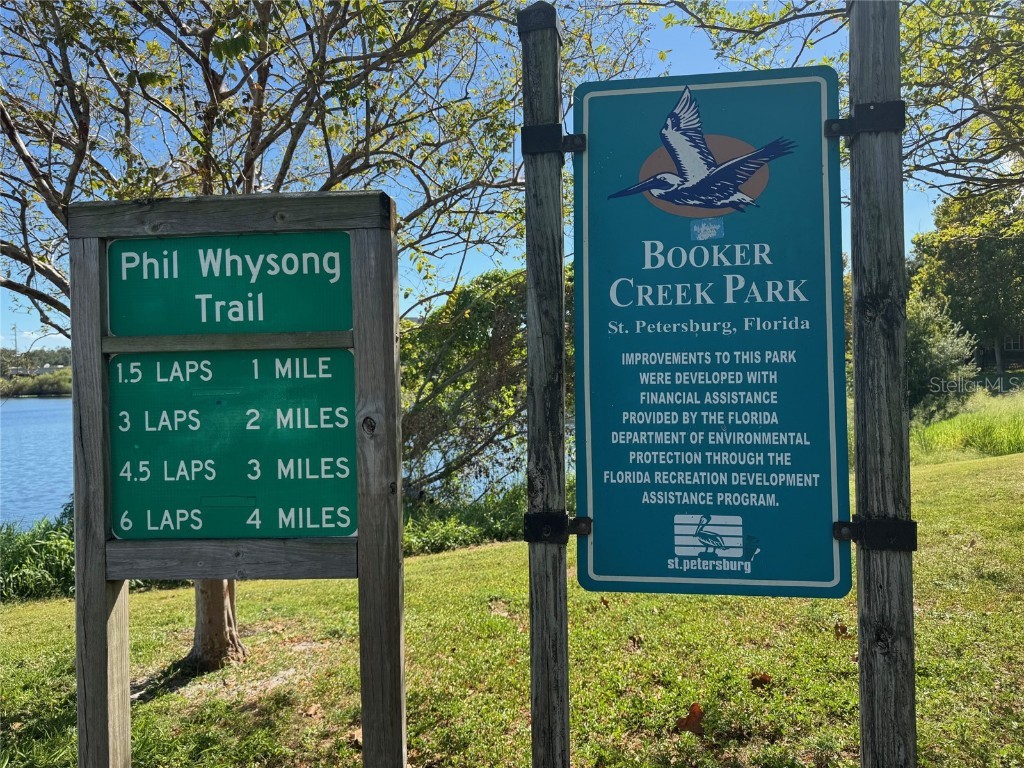 Phil Whysong
Trail
1.5 LAPS 1 MILE
3 LAPS 2 MILES
4.5 LAPS 3 MILES
6 LAPS 4 MILES
BOOKER
CREEK PARK
St. Petersburg, Florida
IMPROVEMENTS TO THIS PARK
WERE DEVELOPED WITH
FINANCIAL ASSISTANCE
PROVIDED BY THE FLORIDA
DEPARTMENT OF ENVIRONMENTAL
PROTECTION THROUGH THE
FLORIDA RECREATION DEVELOPMENT
ASSISTANCE PROGRAM.
st.petersburg
StellarMLS